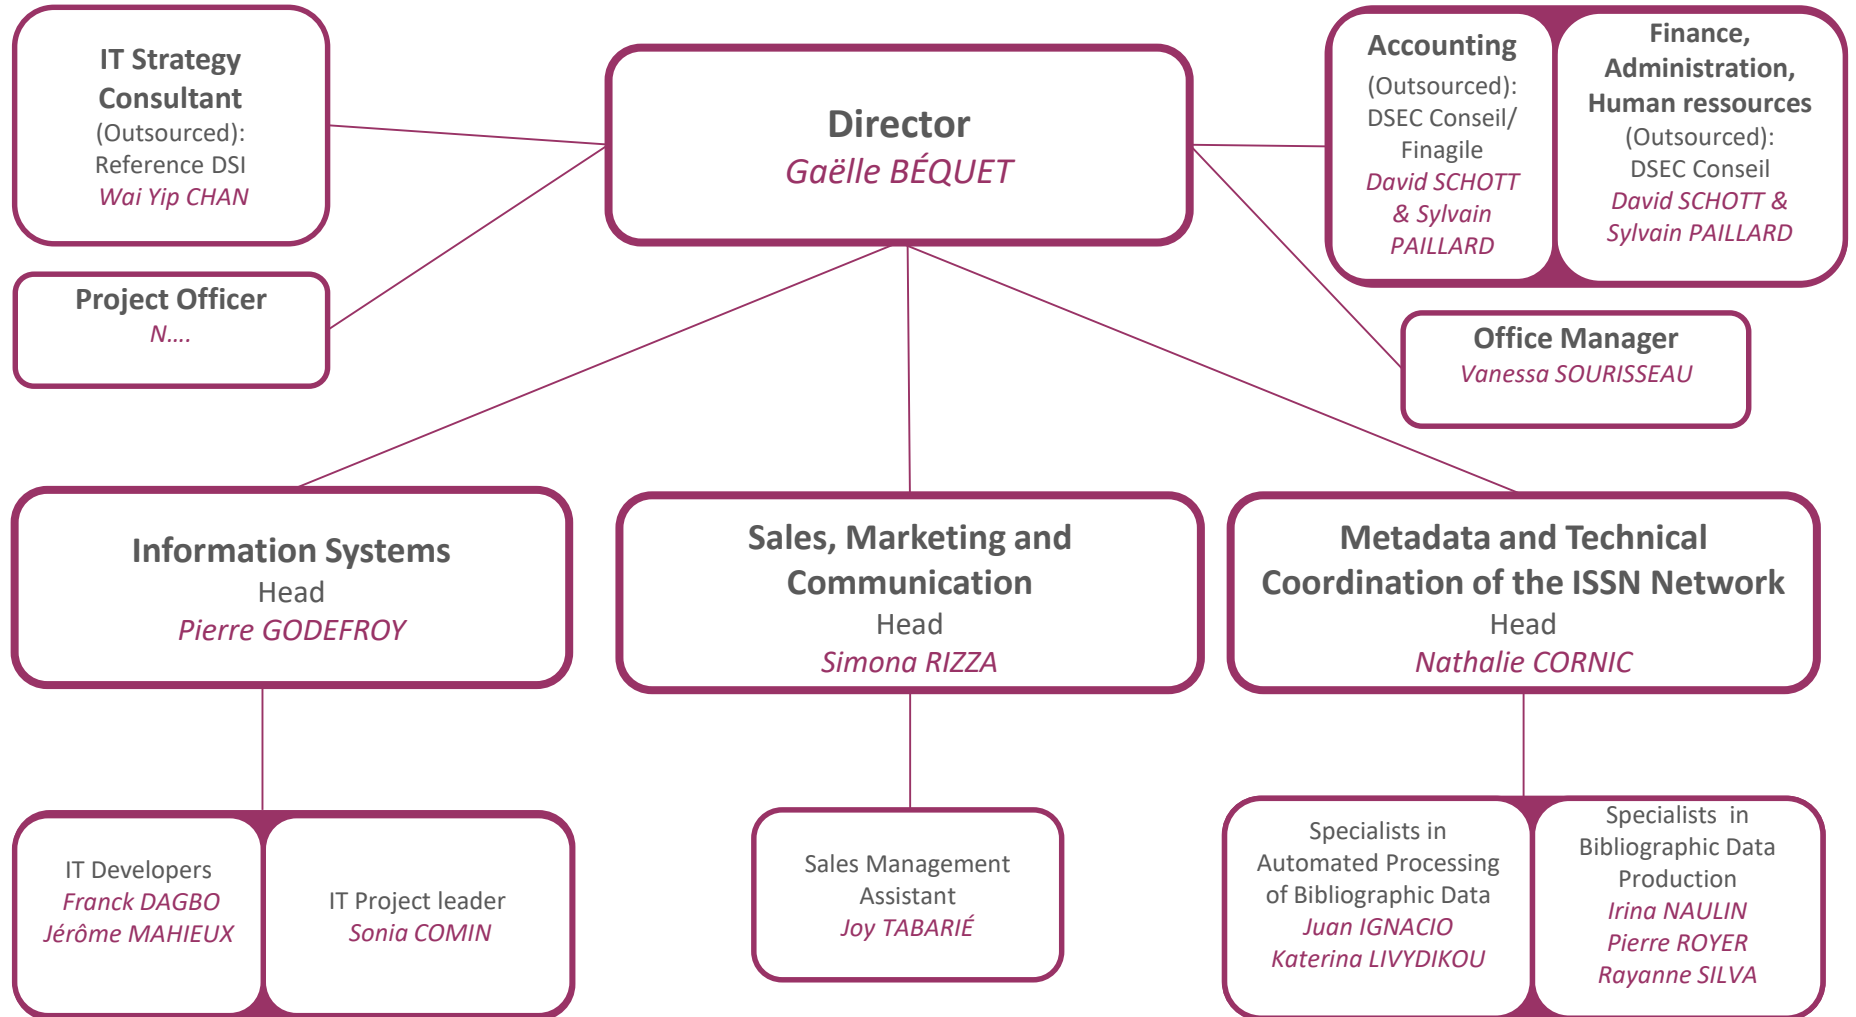 IT Strategy
Consultant
(Outsourced):
Reference DSI
Wai Yip CHAN
Project Officer
N....
Director
Gaëlle BÉQUET
Accounting
(Outsourced):
DSEC Conseil/
Finagile
David SCHOTT
& Sylvain
PAILLARD
Finance,
Administration,
Human ressources
(Outsourced):
DSEC Conseil
David SCHOTT &
Sylvain PAILLARD
Office Manager
Vanessa SOURISSEAU
Information Systems
Head
Pierre GODEFROY
Sales, Marketing and
Communication
Head
Simona RIZZA
Metadata and Technical
Coordination of the ISSN Network
Head
Nathalie CORNIC
IT Developers
Franck DAGBO
Jérôme MAHIEUX
IT Project leader
Sonia COMIN
Sales Management
Assistant
Joy TABARIÉ
Specialists in
Automated Processing
of Bibliographic Data
Juan IGNACIO
Katerina LIVYDIKOU
Specialists  in
Bibliographic Data
Production
Irina NAULIN
Pierre ROYER
Rayanne SILVA